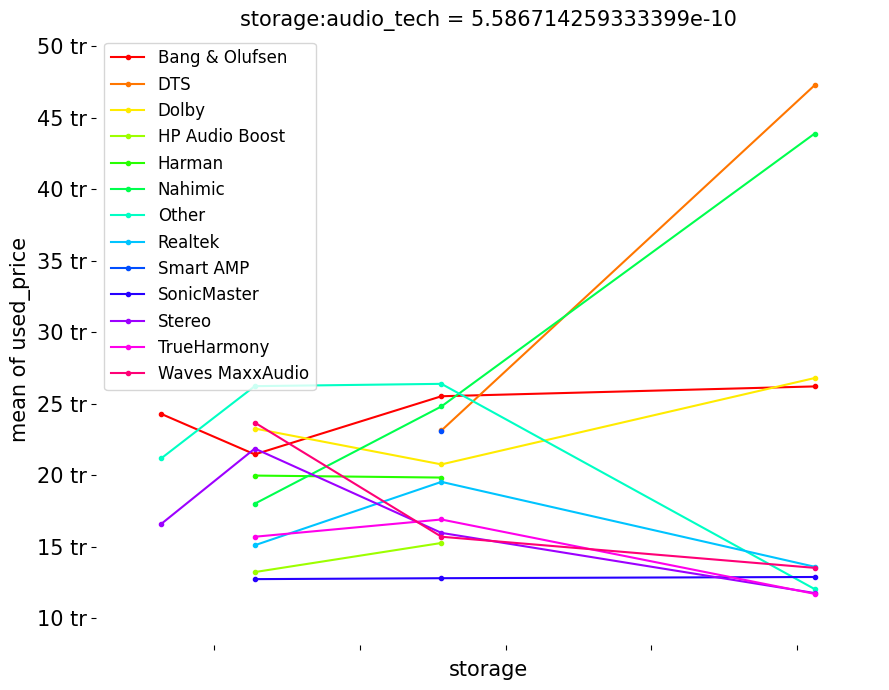 storage:audio_tech = 5.586714259333399e-10
50 tr
45 tr
40 tr
35 tr
30 tr
25 tr
20 tr
15 tr
10 tr
mean of used_price
Bang & Olufsen
DTS
Dolby
HP Audio Boost
Harman
Nahimic
Other
Realtek
Smart AMP
SonicMaster
Stereo
TrueHarmony
Waves MaxxAudio
storage